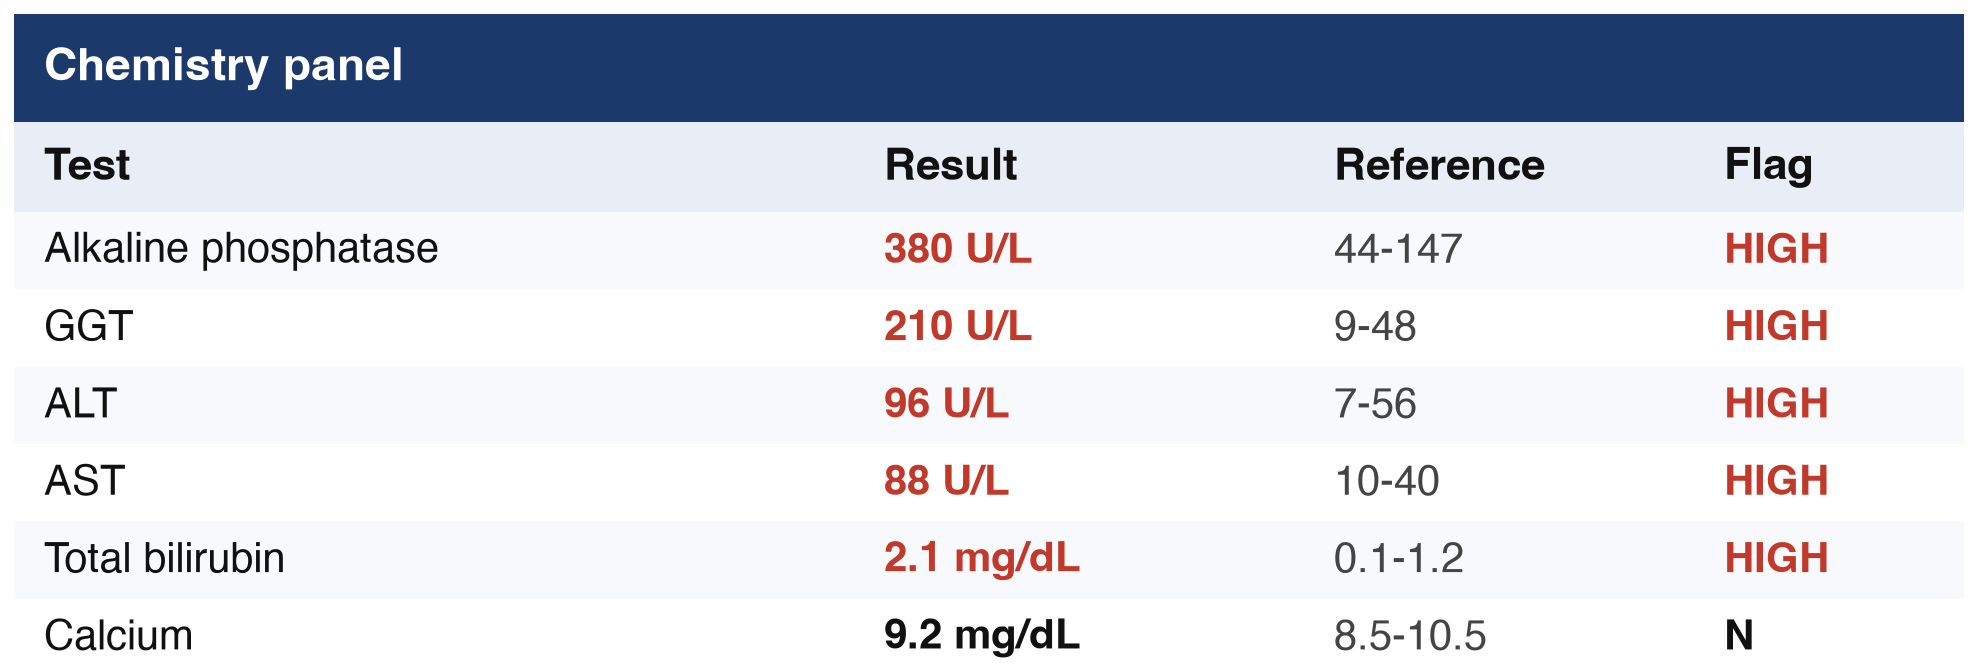 Chemistry panel
Test Result Reference Flag
Alkaline phosphatase 380 U/L 44-147 HIGH
GGT 210 U/L 9-48 HIGH
ALT 96 U/L 7-56 HIGH
AST 88 U/L 10-40 HIGH
Total bilirubin 2.1 mg/dL 0.1-1.2 HIGH
Calcium 9.2 mg/dL 8.5-10.5 N